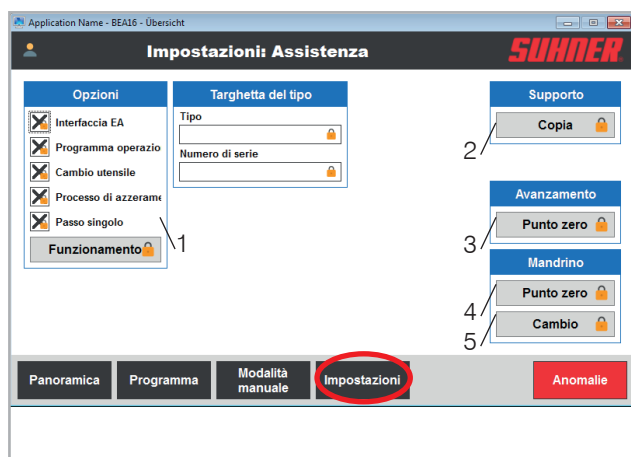 Application Name - BEA16 - Übersicht
Impostazioni: Assistenza
SUHNER
Opzioni
Interfaccia EA
Programma operazio
Cambio utensile
Processo di azzerame
Passo singolo
Funzionamento
1
Targhetta del tipo
Tipo
Numero di serie
Supporto
Copia
2
Avanzamento
Punto zero
3
Mandrino
Punto zero
4
Cambio
5
Panoramica
Programma
Modalità
manuale
Impostazioni
Anomalie